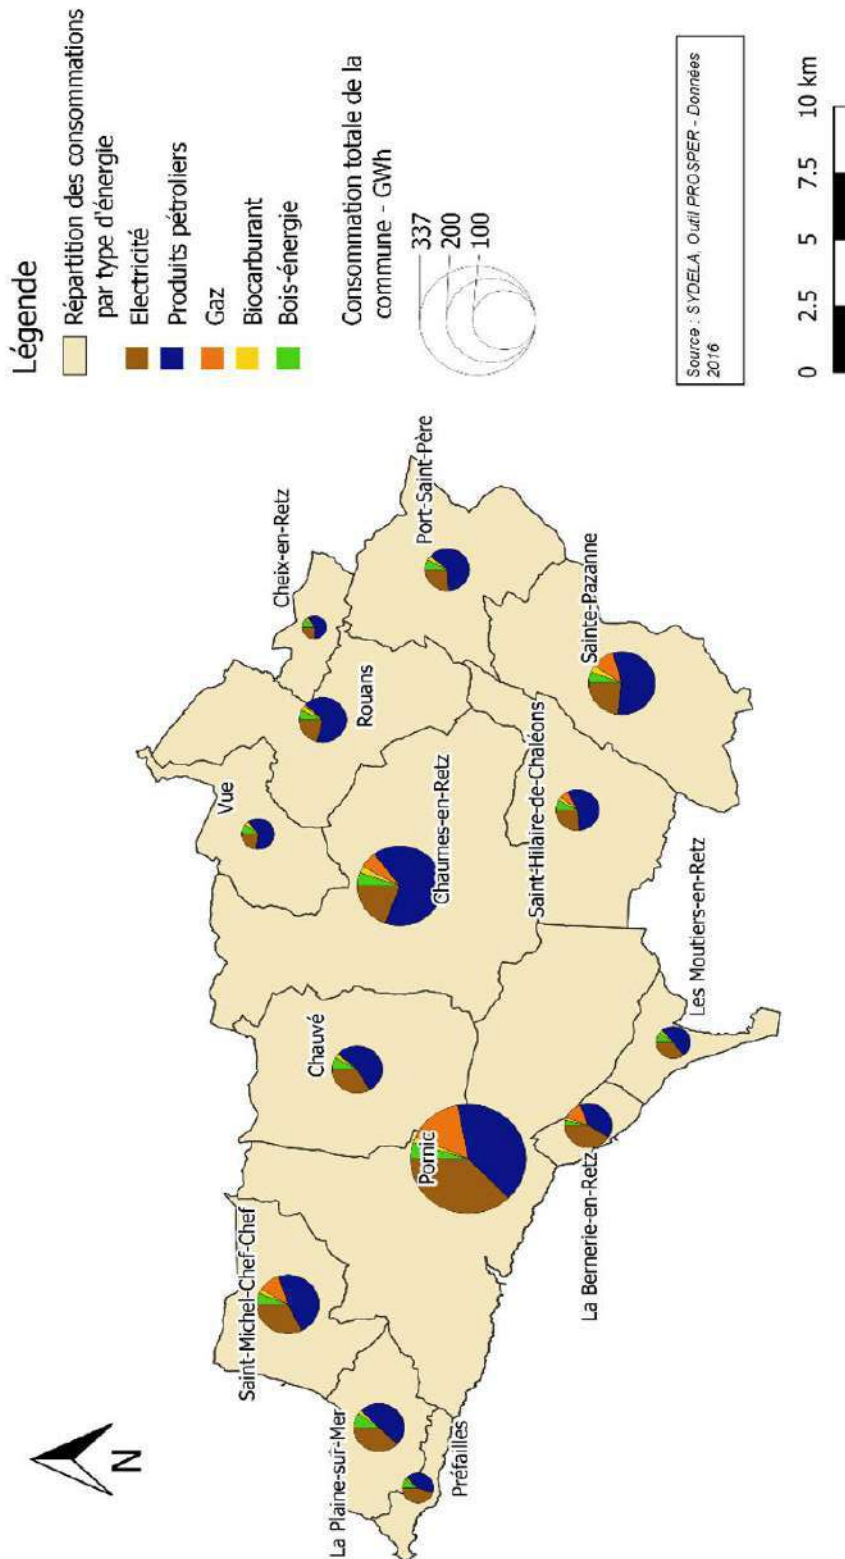 Légende
Répartition des consommations
par type d'énergie
Electricité
Produits pétroliers
Gaz
Biocarburant
Bois-énergie
Consommation totale de la
commune - GWh
337
200
100
Source : SYDELA, Outil PROSPER - Données
2016
0 2.5 5 7.5 10 km
N
Cheix-en-Retz
Port-Saint-Père
Vue
Rouans
Sainte-Pazanne
Chaumes-en-Retz
Saint-Hilaire-de-Chaléons
Chauvé
Les Moutiers-en-Retz
Pornic
La Bernerie-en-Retz
Saint-Michel-Chef-Chef
La Plaine-sur-Mer
Préfailles